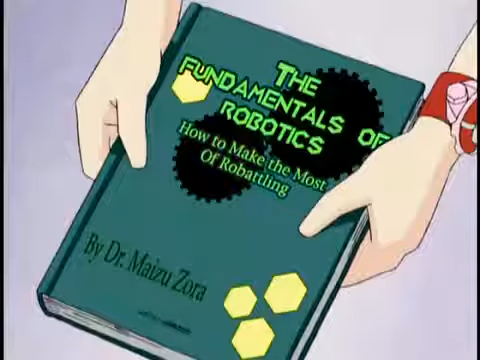 The
Fundamentals of
Robotics
How to Make the Most
Of Robattling
By Dr. Maizu Zora